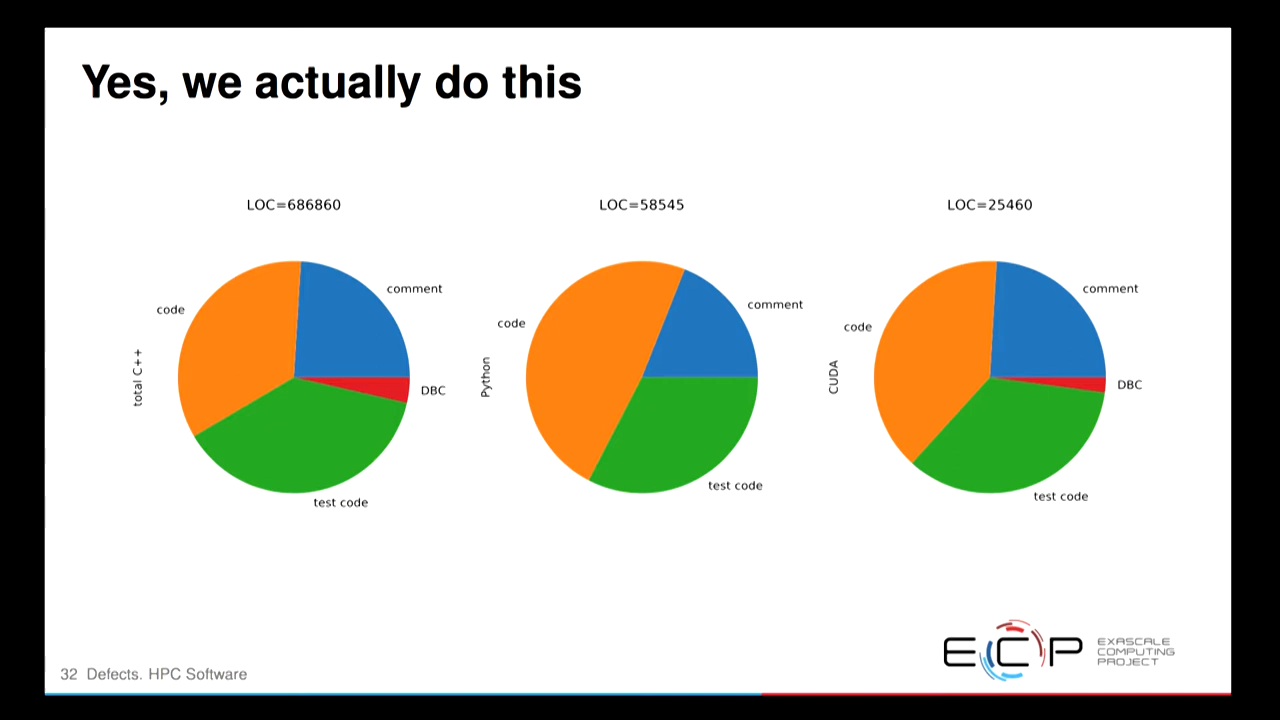 Yes, we actually do this
LOC=686860
comment
code
total C++
DBC
test code
LOC=58545
comment
code
Python
test code
LOC=25460
comment
code
CUDA
DBC
test code
32 Defects. HPC Software
ECP
EXASCALE
COMPUTING
PROJECT